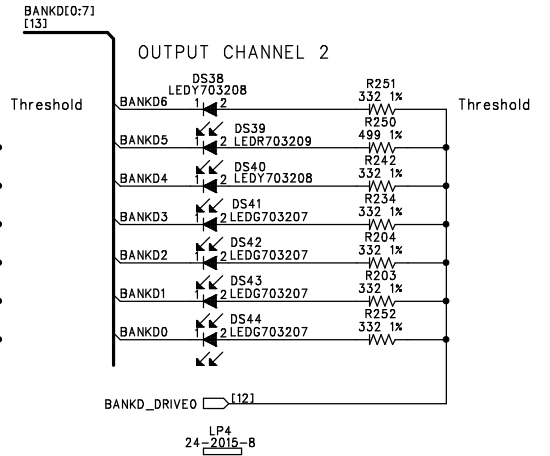 BANKD[0:7]
[13]
OUTPUT CHANNEL 2
DS38
LEDY703208
R251
332 1%
Threshold
BANKD6
1
2
Threshold
R250
499 1%
DS39
BANKD5
1
2 LEDR703209
R242
332 1%
DS40
BANKD4
1
2 LEDY703208
R234
332 1%
DS41
BANKD3
1
2 LEDG703207
R204
332 1%
DS42
BANKD2
1
2 LEDG703207
R203
332 1%
DS43
BANKD1
1
2 LEDG703207
R252
332 1%
DS44
BANKD0
1
2 LEDG703207
BANKD_DRIVE0
[12]
LP4
24-2015-8